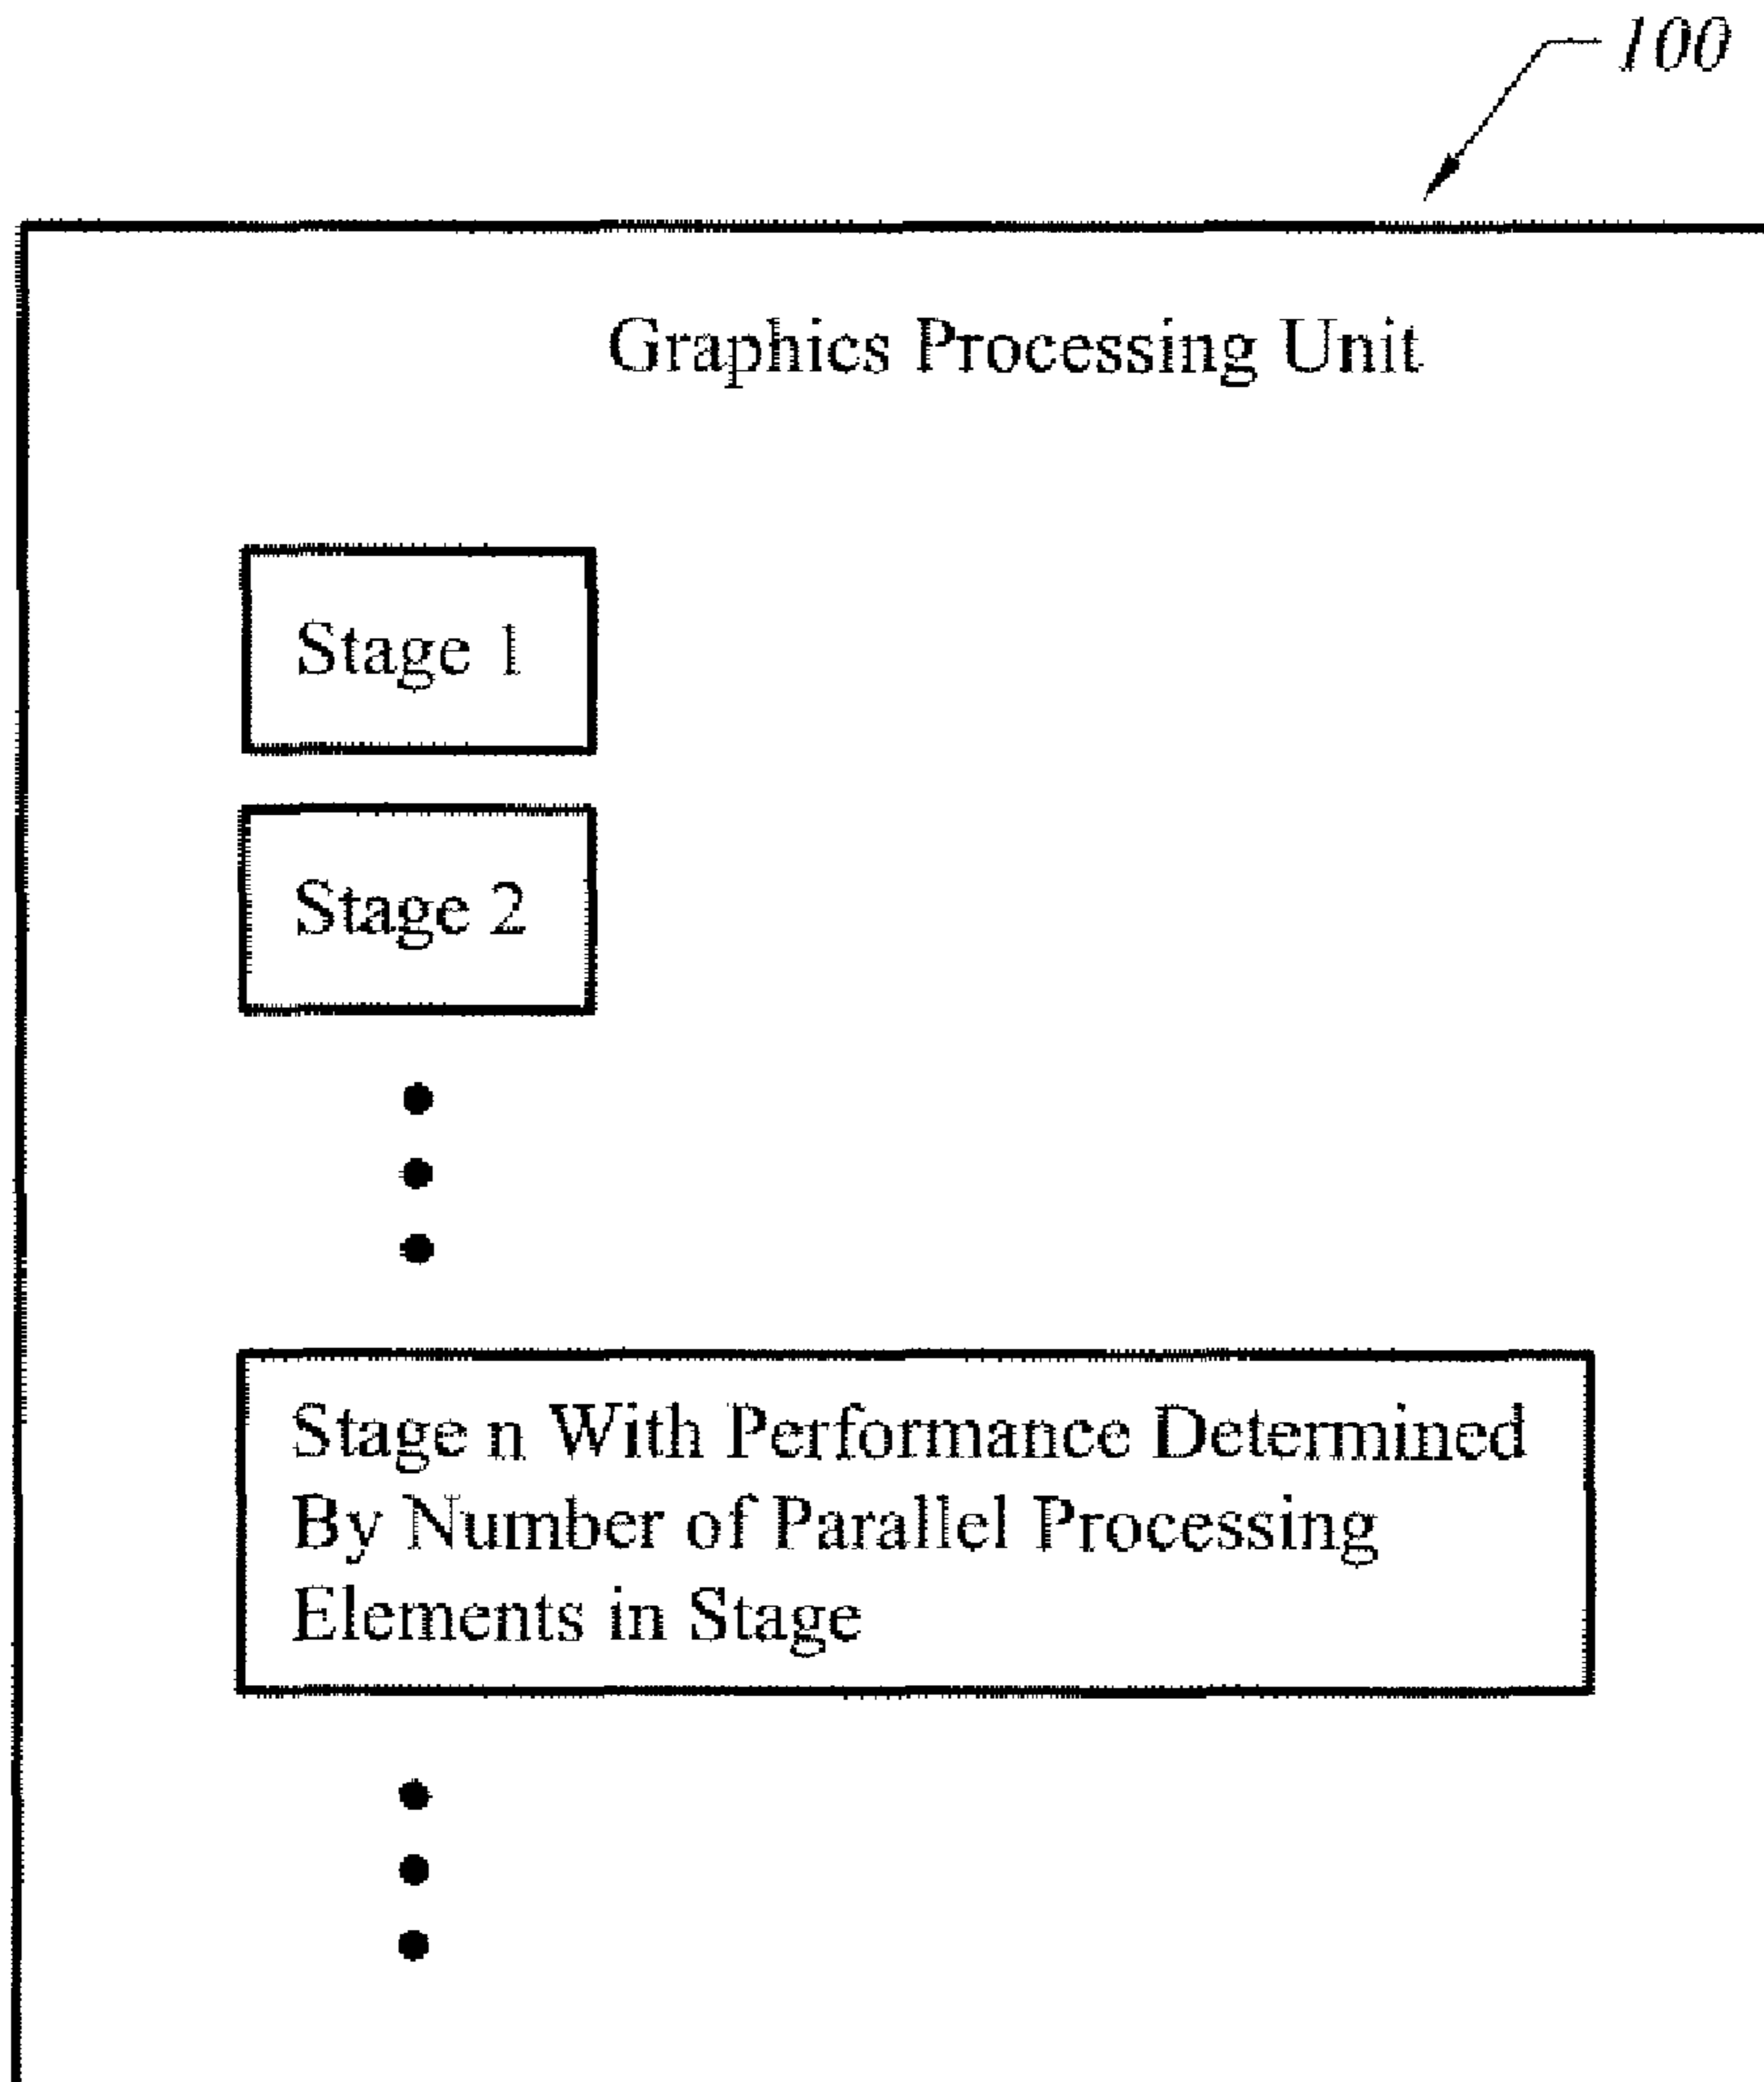 100
Graphics Processing Unit
Stage 1
Stage 2
Stage n With Performance Determined
By Number of Parallel Processing
Elements in Stage